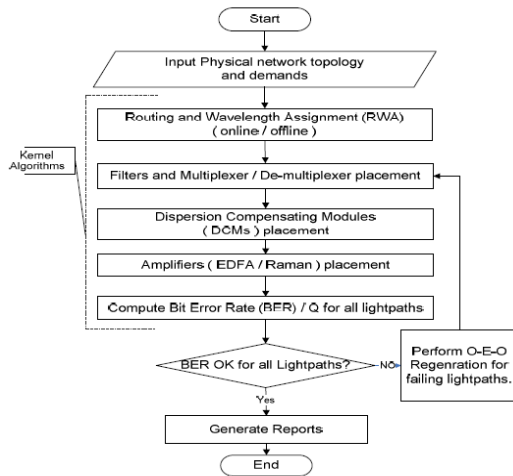 Start
Input Physical network topology
and demands
Routing and Wavelength Assignment (RWA)
( online / offline )
Kernel
Algorithms
Filters and Multiplexer / De-multiplexer placement
Dispersion Compensating Modules
( DCMs ) placement
Amplifiers ( EDFA / Raman ) placement
Compute Bit Error Rate (BER) / Q for all lightpaths
BER OK for all Lightpaths?
NO
Perform O-E-O
Regenration for
failing lightpaths.
Yes
Generate Reports
End